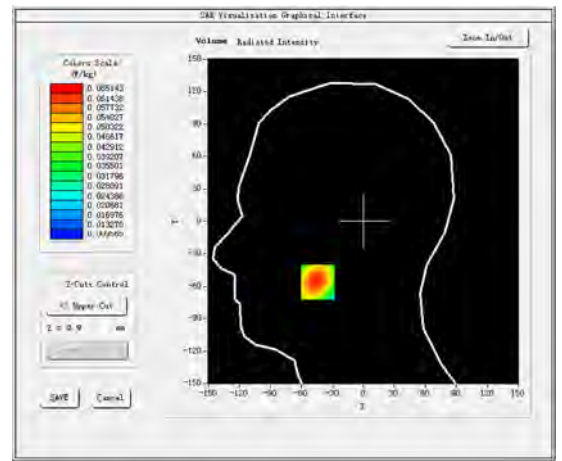 SAR Visualisation Graphical Interface
Volume Radiated Intensity
Zoom In/Out
Colors Scale
(W/kg)
0.065143
0.061438
0.057732
0.054027
0.050322
0.046617
0.042912
0.039207
0.035501
0.031796
0.028091
0.024386
0.020681
0.016976
0.013270
150
120
90
60
30
0
-30
-60
-90
-120
-150
Y
-150 -120 -90 -60 -30 0 30 60 90 120 150
X
Z-Cuts Control
Upper Cut
Z = 0.9 mm
SAVE
Cancel